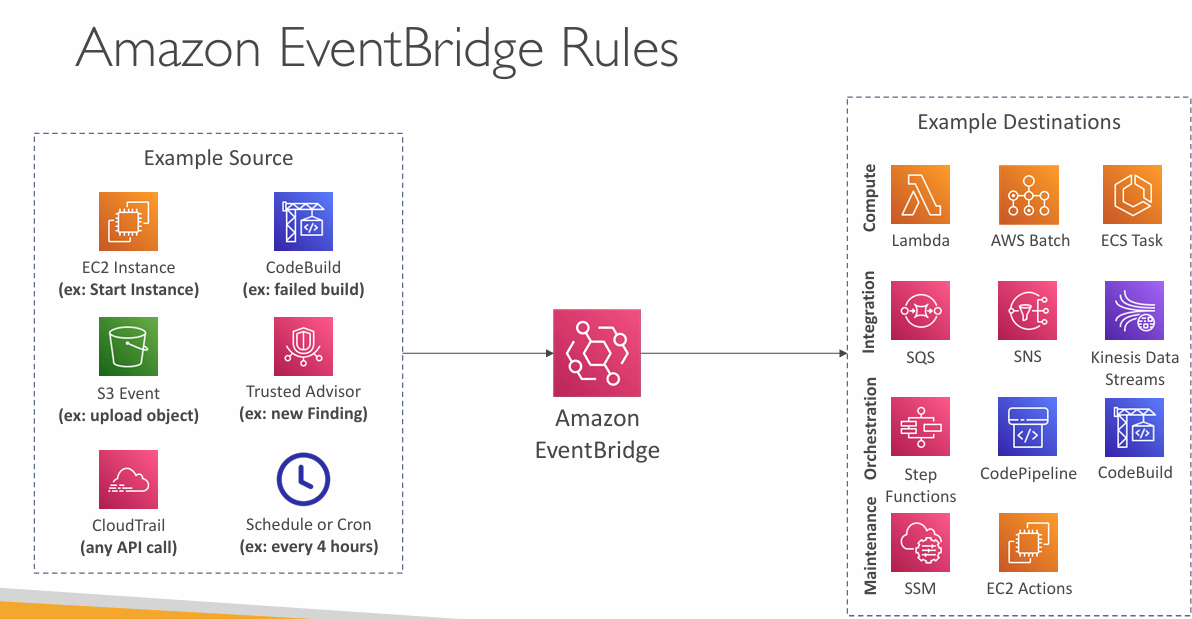 Amazon EventBridge Rules
Example Source
EC2 Instance
(ex: Start Instance)
CodeBuild
(ex: failed build)
S3 Event
(ex: upload object)
Trusted Advisor
(ex: new Finding)
CloudTrail
(any API call)
Schedule or Cron
(ex: every 4 hours)
Amazon
EventBridge
Example Destinations
Compute
Lambda
AWS Batch
ECS Task
Integration
SQS
SNS
Kinesis Data
Streams
Orchestration
Step
Functions
CodePipeline
CodeBuild
Maintenance
SSM
EC2 Actions